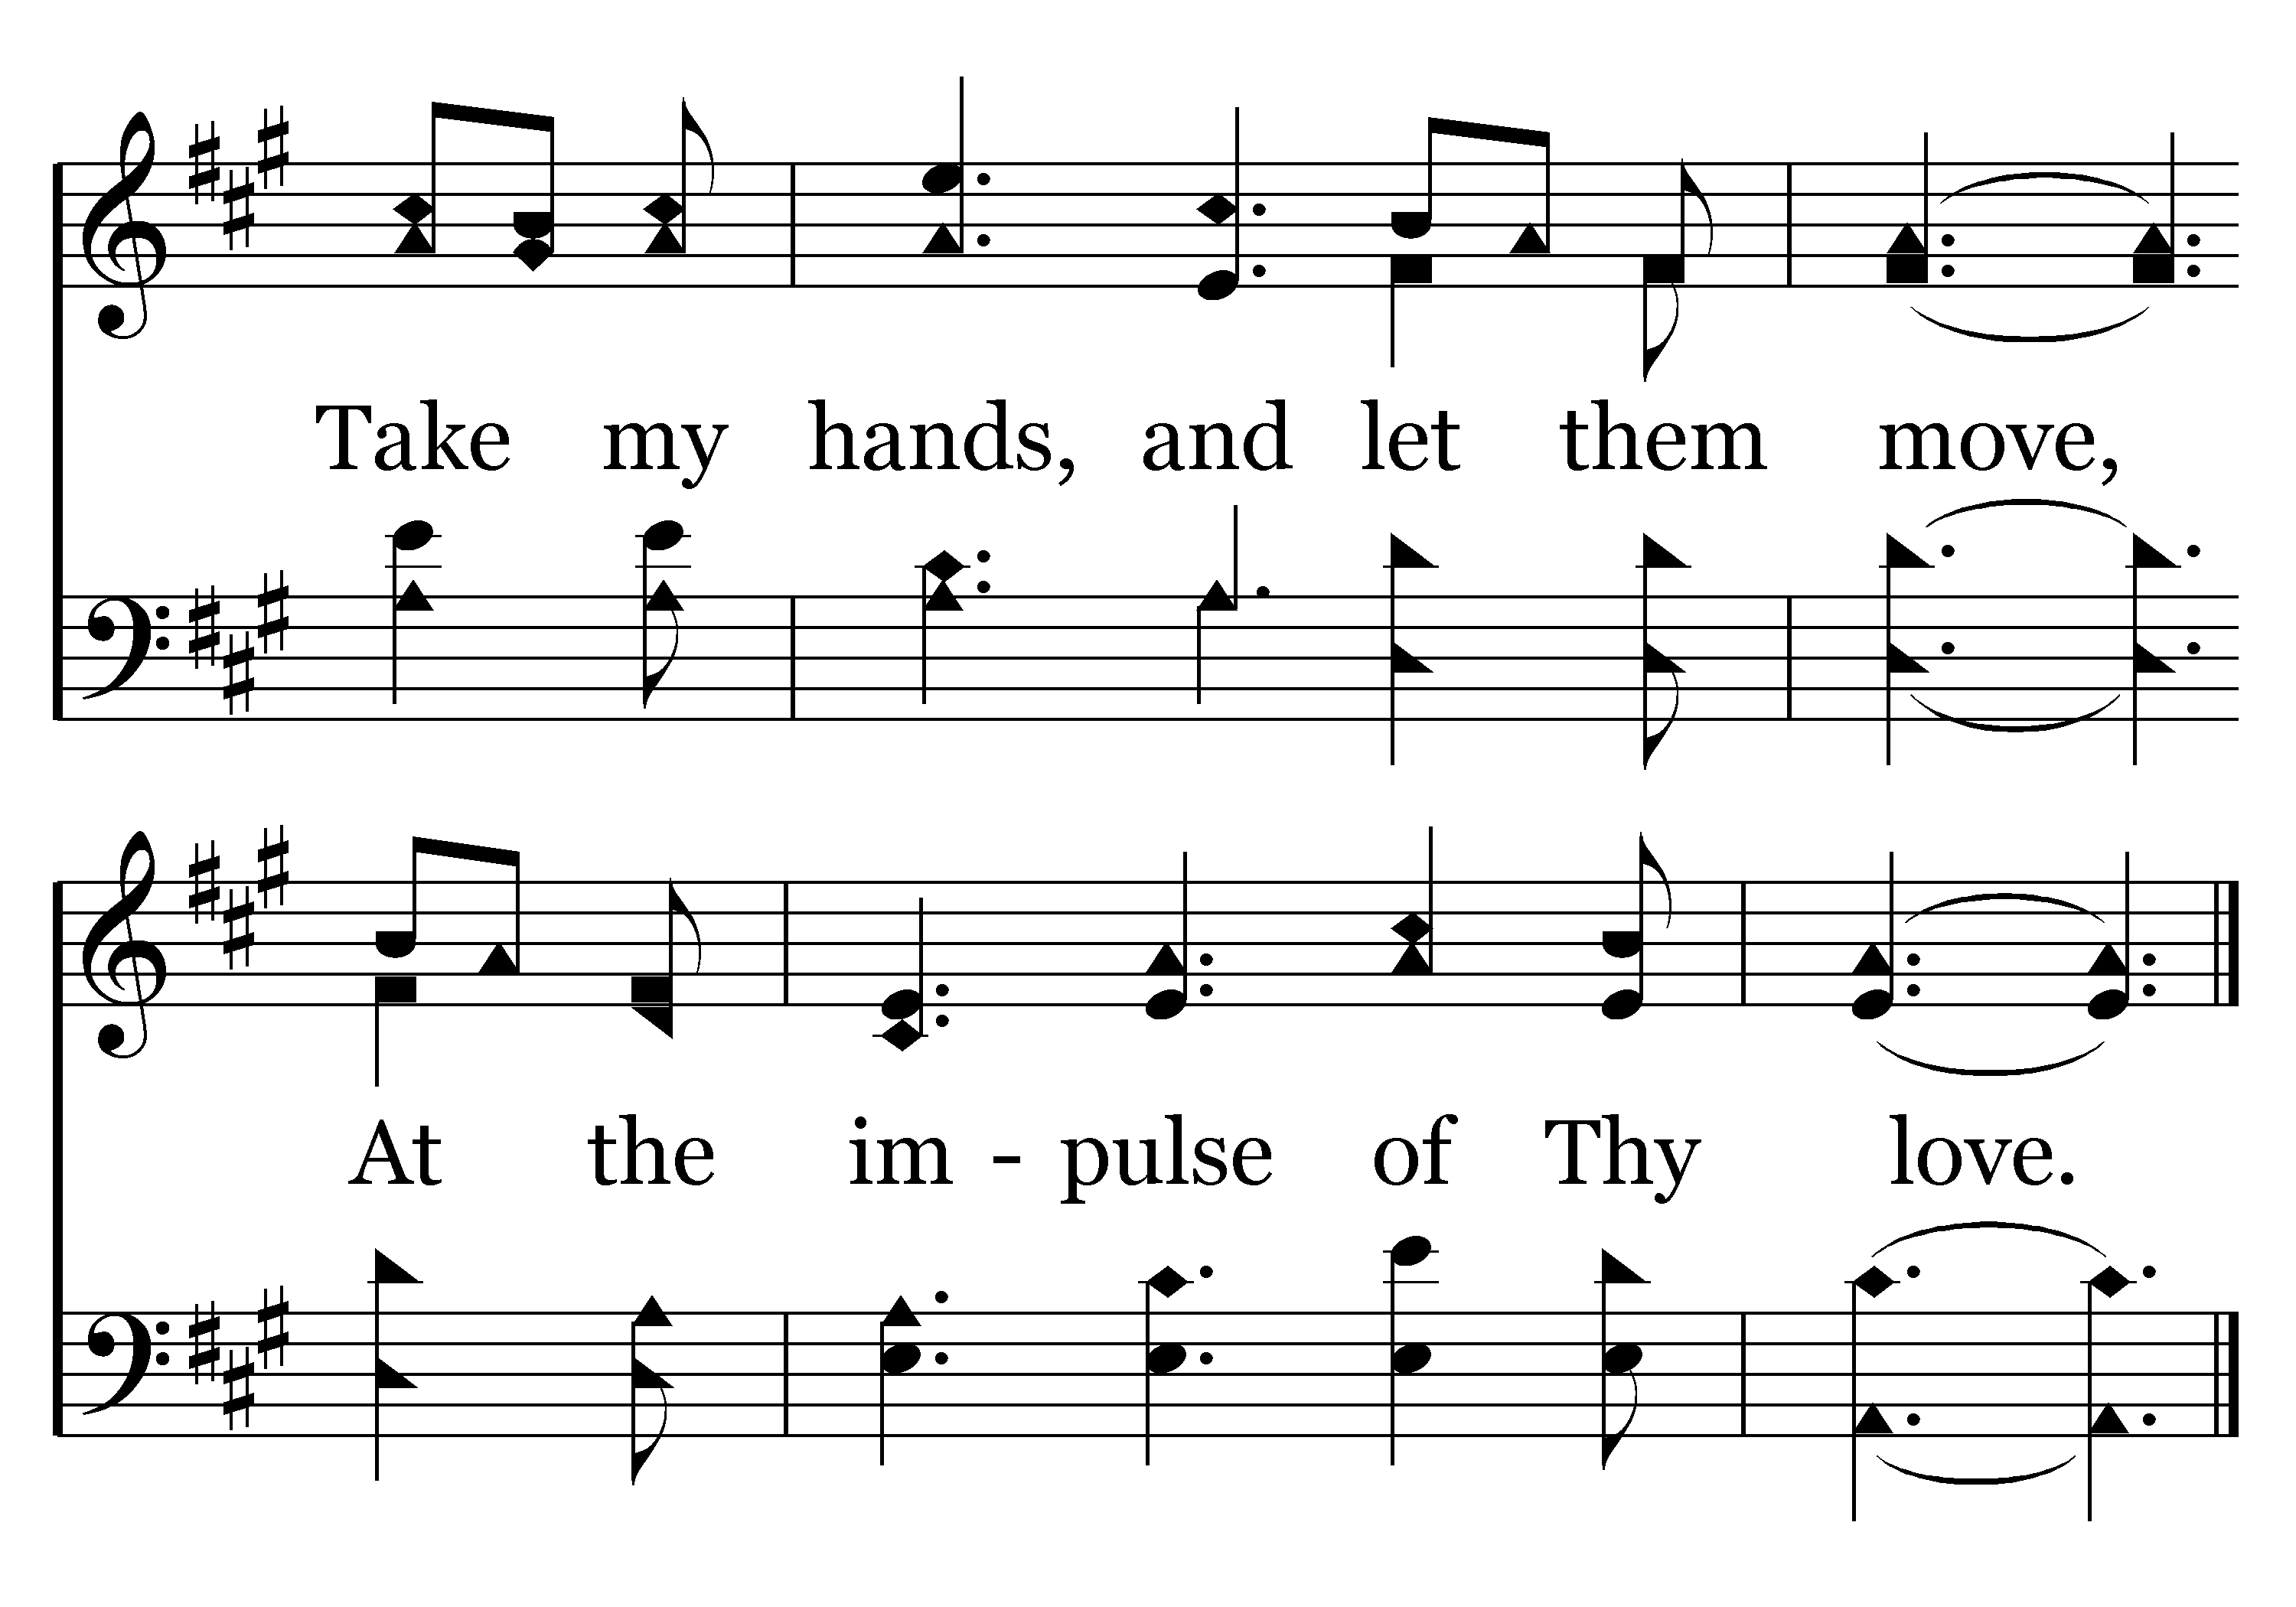 Take my hands, and let them move,
At the im - pulse of Thy love.